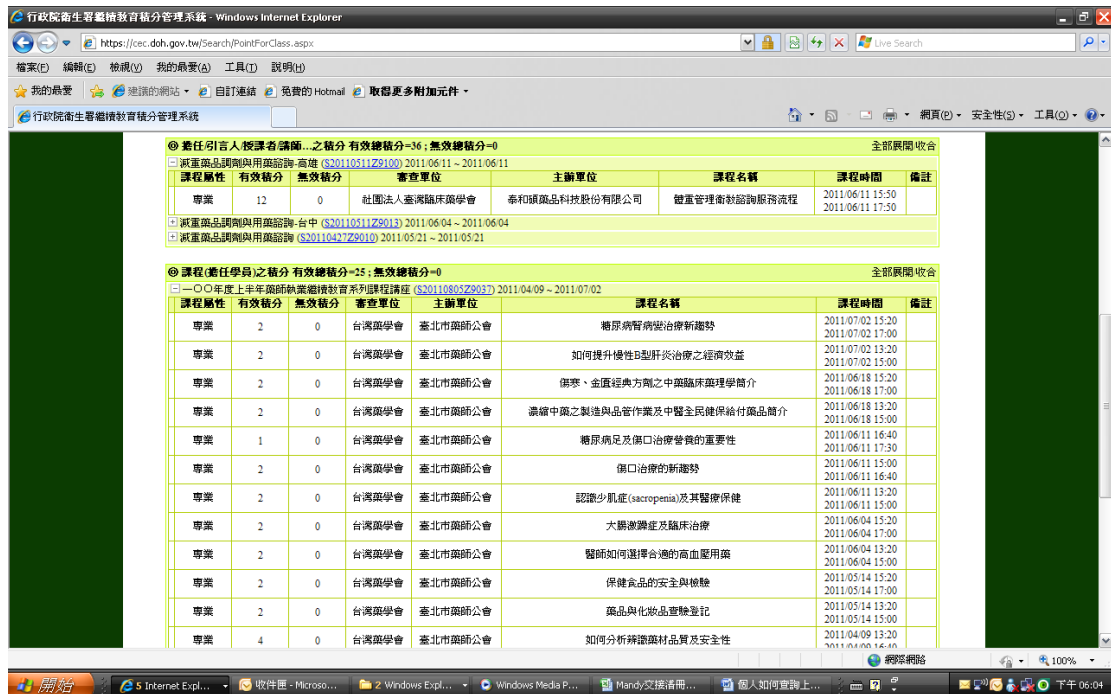 行政院衛生署繼續教育積分管理系統 - Windows Internet Explorer
https://cec.doh.gov.tw/Search/PointForClass.aspx
Live Search
檔案(F) 編輯(E) 檢視(V) 我的最愛(A) 工具(T) 說明(H)
我的最愛 建議的網站 自訂連結 免費的 Hotmail 取得更多附加元件
行政院衛生署繼續教育積分管理系統
網頁(P) 安全性(S) 工具(O)
擔任/引言人/授課者/講師…之積分 有效總積分=36 ; 無效總積分=0 全部展開/收合
減重藥品調劑與用藥諮詢-高雄 (S20110511Z9100) 2011/06/11 ~ 2011/06/11
課程屬性 有效積分 無效積分 審查單位 主辦單位 課程名稱 課程時間 備註
專業 12 0 社團法人臺灣臨床藥學會 泰和碩藥品科技股份有限公司 體重管理衛教諮詢服務流程 2011/06/11 15:50
2011/06/11 17:50
減重藥品調劑與用藥諮詢-台中 (S20110511Z9013) 2011/06/04 ~ 2011/06/04
減重藥品調劑與用藥諮詢 (S20110427Z9010) 2011/05/21 ~ 2011/05/21
課程(擔任學員)之積分 有效總積分=25 ; 無效總積分=0 全部展開/收合
一○○年度上半年藥師執業繼續教育系列課程講座 (S20110805Z9037) 2011/04/09 ~ 2011/07/02
課程屬性 有效積分 無效積分 審查單位 主辦單位 課程名稱 課程時間 備註
專業 2 0 台灣藥學會 臺北市藥師公會 糖尿病腎病變治療新趨勢 2011/07/02 15:20
2011/07/02 17:00
專業 2 0 台灣藥學會 臺北市藥師公會 如何提升慢性B型肝炎治療之經濟效益 2011/07/02 13:20
2011/07/02 15:00
專業 2 0 台灣藥學會 臺北市藥師公會 傷寒、金匱經典方劑之中藥臨床藥理學簡介 2011/06/18 15:20
2011/06/18 17:00
專業 2 0 台灣藥學會 臺北市藥師公會 濃縮中藥之製造與品管作業及中醫全民健保給付藥品簡介 2011/06/18 13:20
2011/06/18 15:00
專業 1 0 台灣藥學會 臺北市藥師公會 糖尿病足及傷口治療營養的重要性 2011/06/11 16:40
2011/06/11 17:30
專業 2 0 台灣藥學會 臺北市藥師公會 傷口治療的新趨勢 2011/06/11 15:00
2011/06/11 16:40
專業 2 0 台灣藥學會 臺北市藥師公會 認識少肌症(sacropenia)及其醫療保健 2011/06/11 13:20
2011/06/11 15:00
專業 2 0 台灣藥學會 臺北市藥師公會 大腸激躁症及臨床治療 2011/06/04 15:20
2011/06/04 17:00
專業 2 0 台灣藥學會 臺北市藥師公會 醫師如何選擇合適的高血壓用藥 2011/06/04 13:20
2011/06/04 15:00
專業 2 0 台灣藥學會 臺北市藥師公會 保健食品的安全與檢驗 2011/05/14 15:20
2011/05/14 17:00
專業 2 0 台灣藥學會 臺北市藥師公會 藥品與化妝品查驗登記 2011/05/14 13:20
2011/05/14 15:00
專業 4 0 台灣藥學會 臺北市藥師公會 如何分析辨識藥材品質及安全性 2011/04/09 13:20
2011/04/09 16:40
網際網路 100%
開始 5 Internet Expl... 收件匣 - Microso... 2 Windows Expl... Windows Media P... Mandy交接清冊... 個人如何查詢上... 下午 06:04